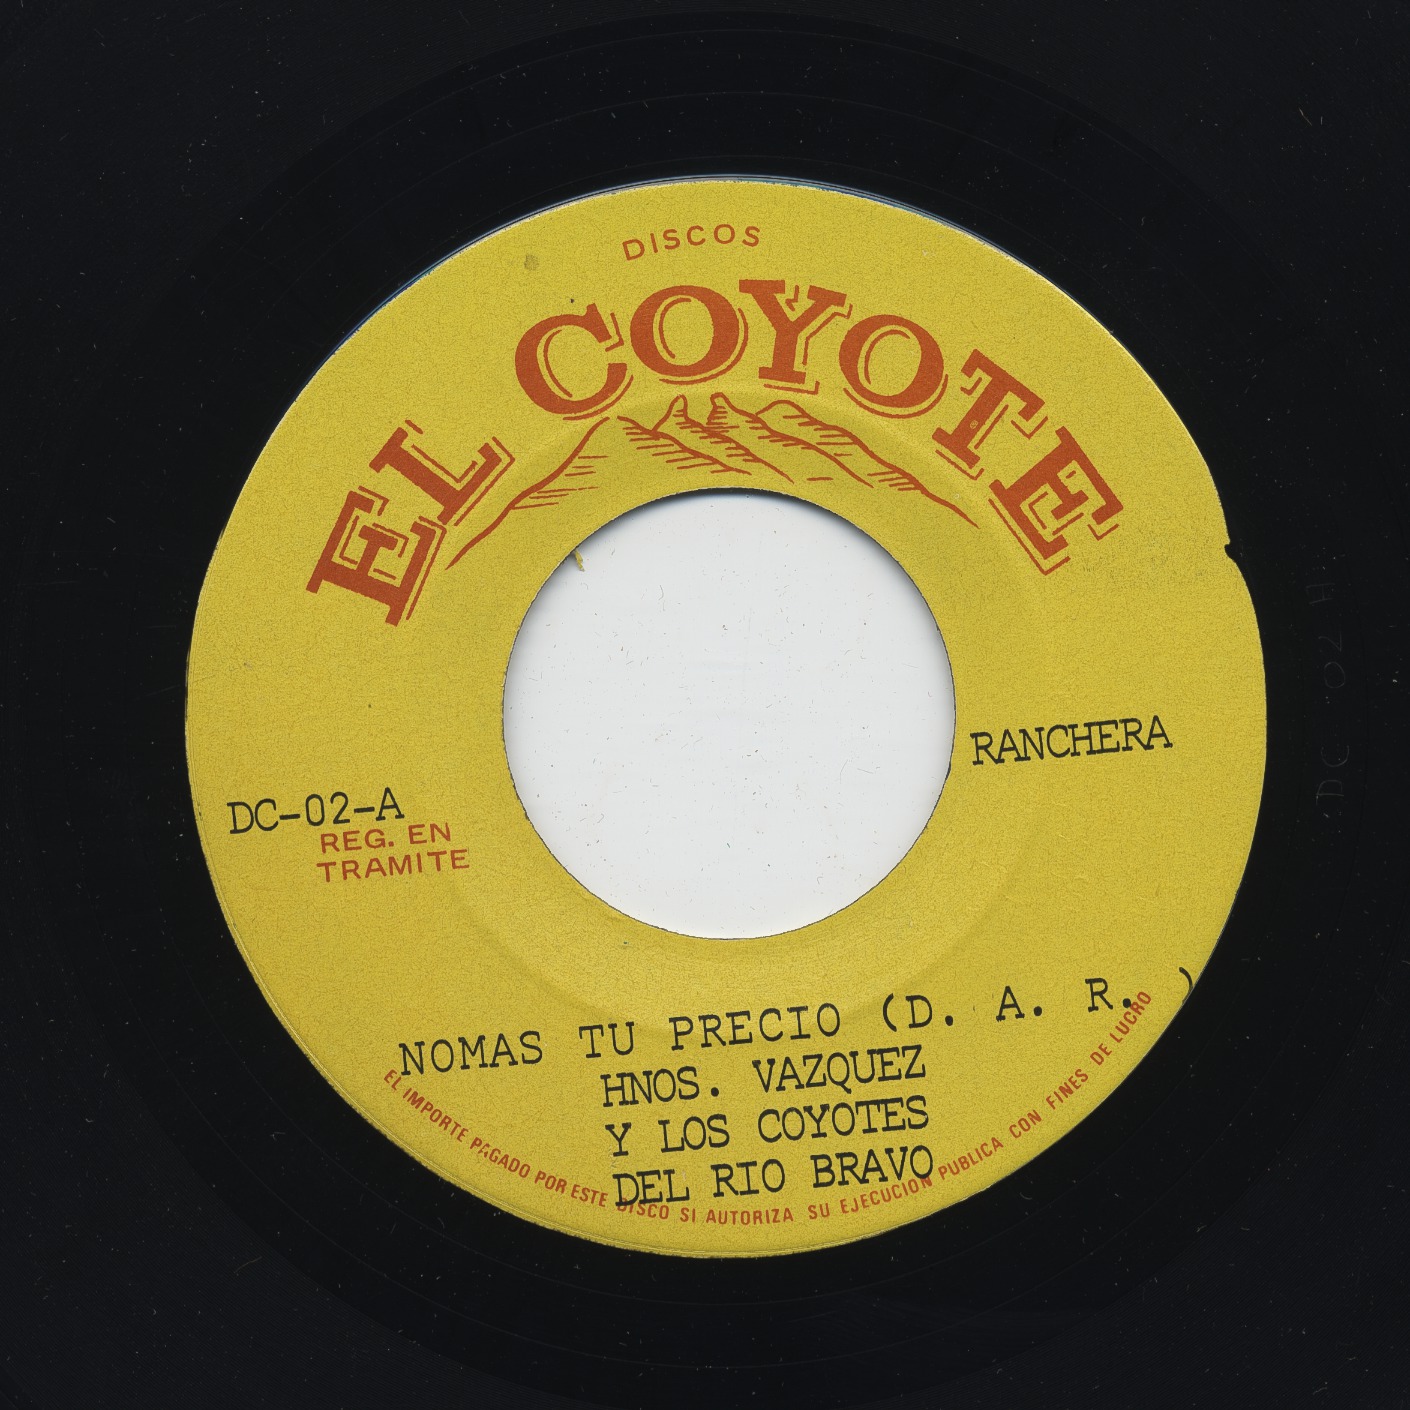 DISCOS
EL COYOTE
RANCHERA
DC-02-A
REG. EN
TRAMITE
NOMAS TU PRECIO (D. A. R. )
HNOS. VAZQUEZ
Y LOS COYOTES
DEL RIO BRAVO
EL IMPORTE PAGADO POR ESTE DISCO SI AUTORIZA SU EJECUCION PUBLICA CON FINES DE LUCRO